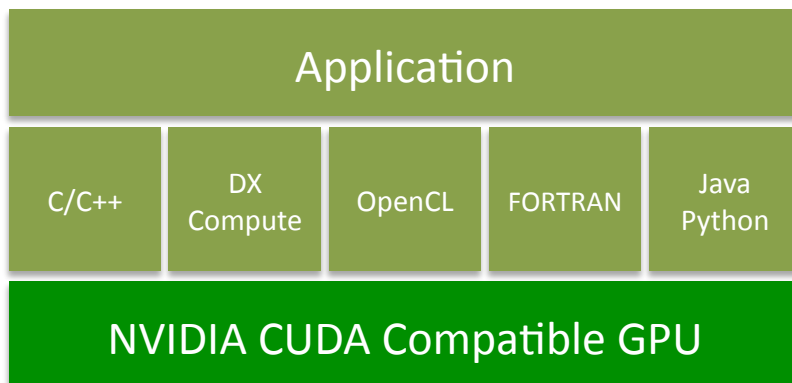 Application
C/C++
DX
Compute
OpenCL
FORTRAN
Java
Python
NVIDIA CUDA Compatible GPU